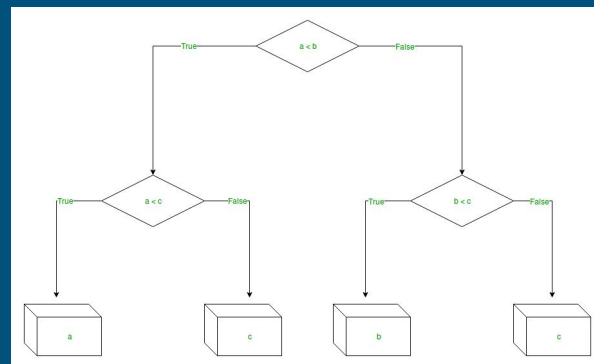 True
a < b
False
True
a < c
False
True
b < c
False
a
c
b
c